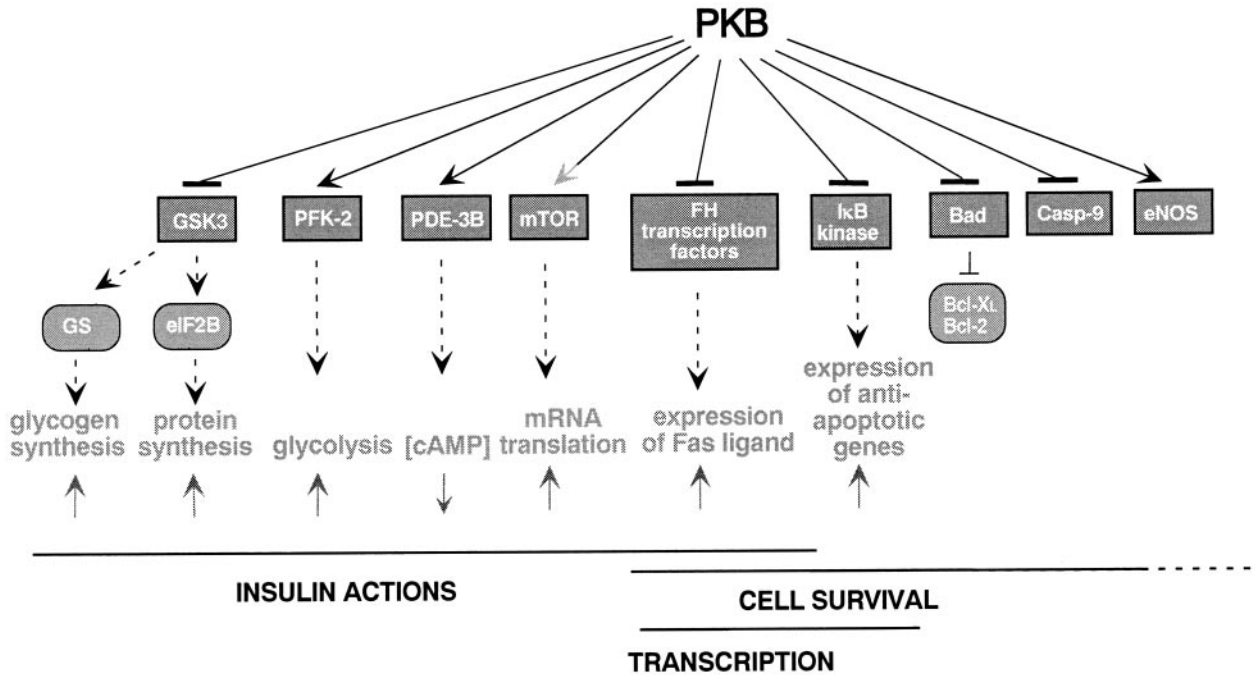 PKB
GSK3
PFK-2
PDE-3B
mTOR
FH
transcription
factors
IκB
kinase
Bad
Casp-9
eNOS
GS
eIF2B
Bcl-XL
Bcl-2
glycogen
synthesis
protein
synthesis
glycolysis
[cAMP]
mRNA
translation
expression
of Fas ligand
expression
of anti-
apoptotic
genes
INSULIN ACTIONS
CELL SURVIVAL
TRANSCRIPTION